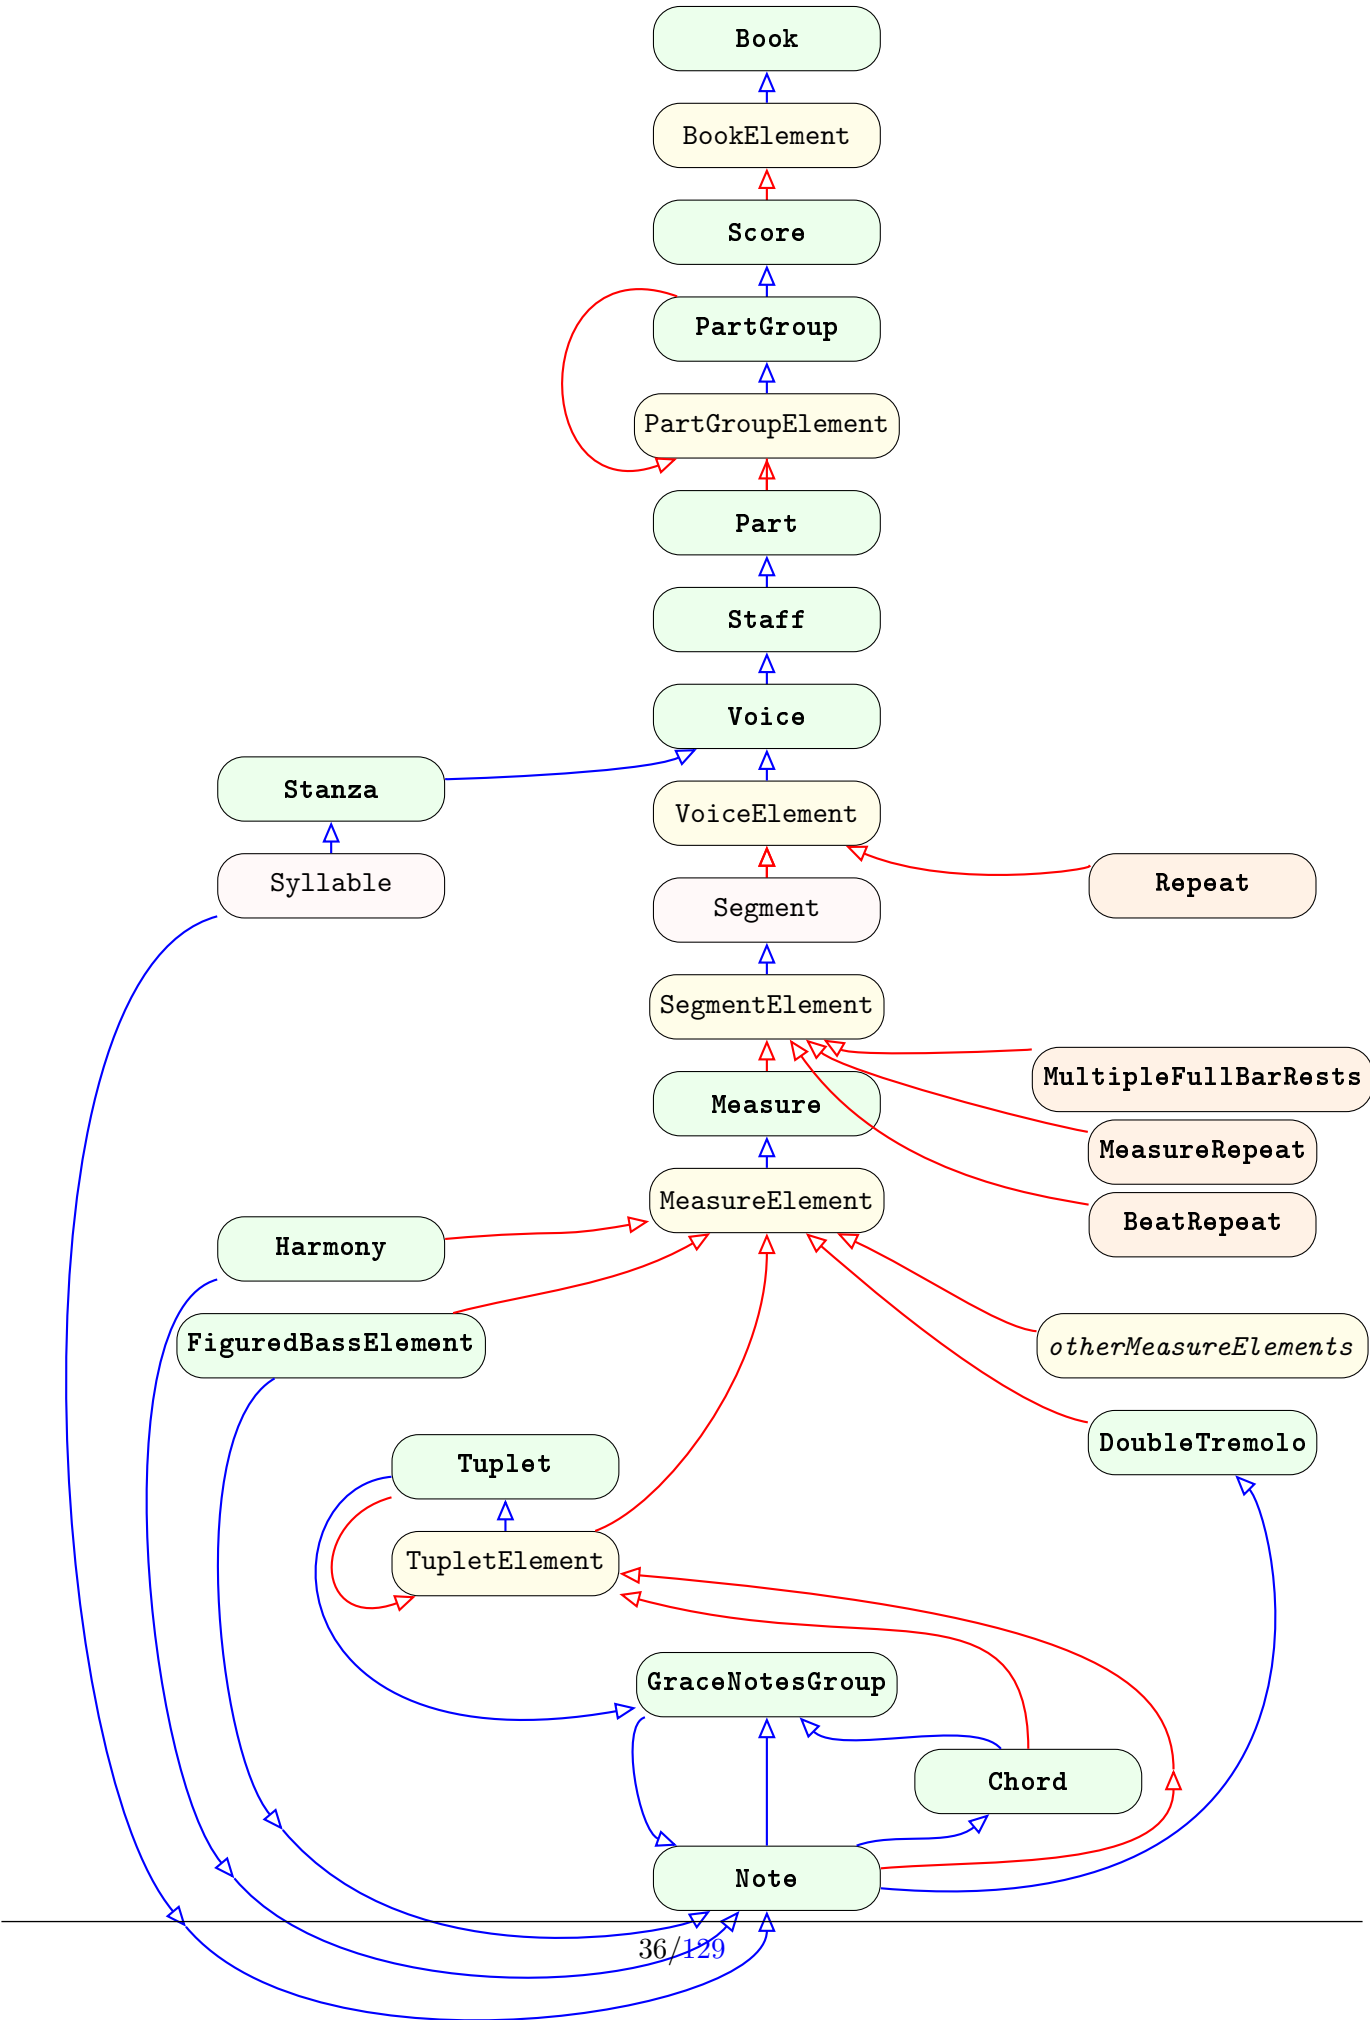 Book
BookElement
Score
PartGroup
PartGroupElement
Part
Staff
Voice
Stanza
VoiceElement
Syllable
Repeat
Segment
SegmentElement
MultipleFullBarRests
Measure
MeasureRepeat
MeasureElement
BeatRepeat
Harmony
FiguredBassElement
otherMeasureElements
DoubleTremolo
Tuplet
TupletElement
GraceNotesGroup
Chord
Note
36/129